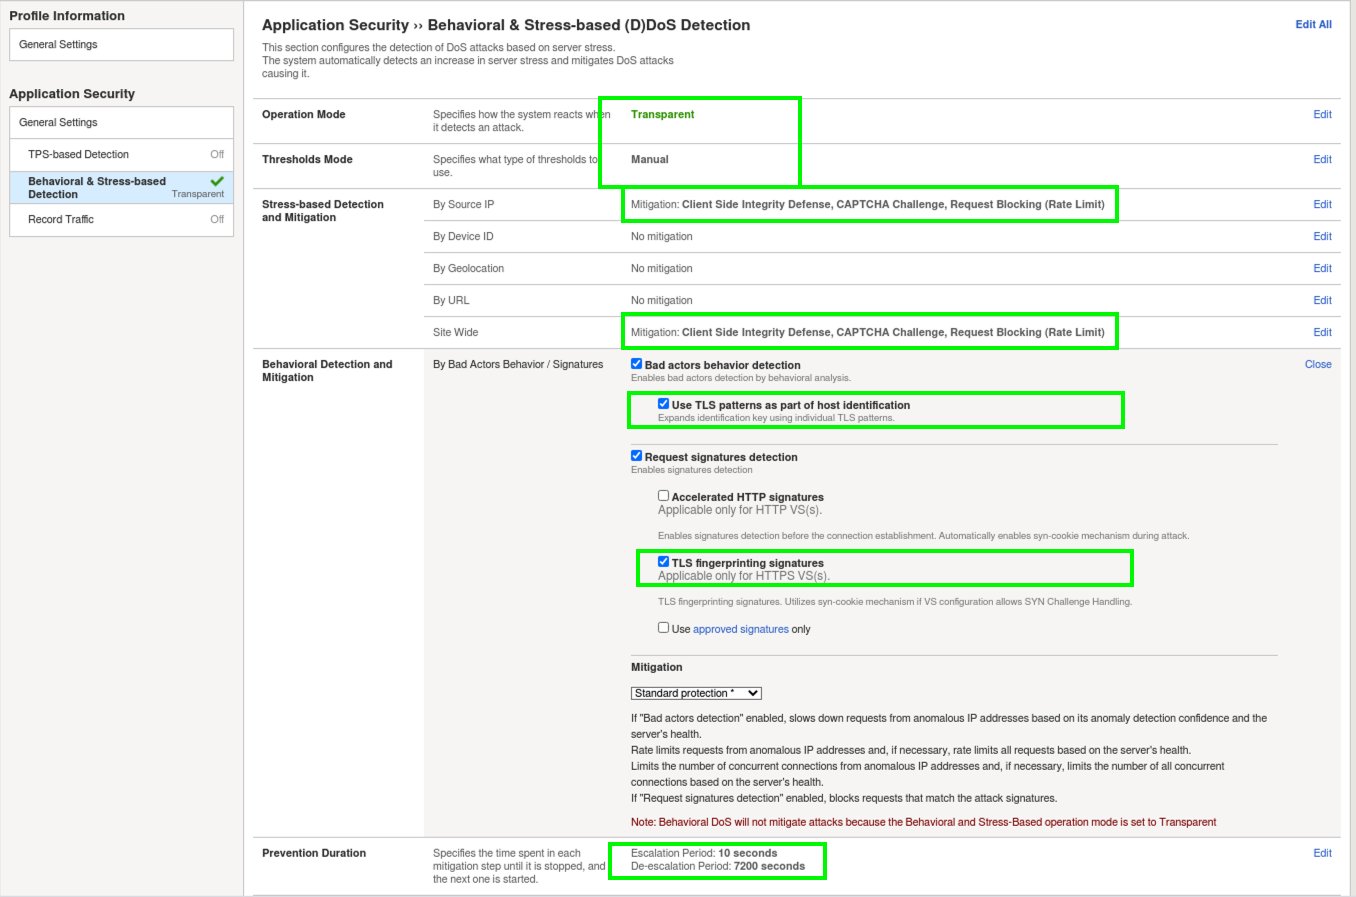 Profile Information
General Settings
Application Security
General Settings
TPS-based Detection Off
Behavioral & Stress-based
Detection Transparent
Record Traffic Off
Application Security ›› Behavioral & Stress-based (D)DoS Detection
Edit All
This section configures the detection of DoS attacks based on server stress.
The system automatically detects an increase in server stress and mitigates DoS attacks
causing it.
Operation Mode
Specifies how the system reacts when
it detects an attack.
Transparent
Edit
Thresholds Mode
Specifies what type of thresholds to
use.
Manual
Edit
Stress-based Detection
and Mitigation
By Source IP
Mitigation: Client Side Integrity Defense, CAPTCHA Challenge, Request Blocking (Rate Limit)
Edit
By Device ID
No mitigation
Edit
By Geolocation
No mitigation
Edit
By URL
No mitigation
Edit
Site Wide
Mitigation: Client Side Integrity Defense, CAPTCHA Challenge, Request Blocking (Rate Limit)
Edit
Behavioral Detection and
Mitigation
By Bad Actors Behavior / Signatures
Bad actors behavior detection
Close
Enables bad actors detection by behavioral analysis.
Use TLS patterns as part of host identification
Expands identification key using individual TLS patterns.
Request signatures detection
Enables signatures detection
Accelerated HTTP signatures
Applicable only for HTTP VS(s).
Enables signatures detection before the connection establishment. Automatically enables syn-cookie mechanism during attack.
TLS fingerprinting signatures
Applicable only for HTTPS VS(s).
TLS fingerprinting signatures. Utilizes syn-cookie mechanism if VS configuration allows SYN Challenge Handling.
Use approved signatures only
Mitigation
Standard protection *
If "Bad actors detection" enabled, slows down requests from anomalous IP addresses based on its anomaly detection confidence and the
server's health.
Rate limits requests from anomalous IP addresses and, if necessary, rate limits all requests based on the server's health.
Limits the number of concurrent connections from anomalous IP addresses and, if necessary, limits the number of all concurrent
connections based on the server's health.
If "Request signatures detection" enabled, blocks requests that match the attack signatures.
Note: Behavioral DoS will not mitigate attacks because the Behavioral and Stress-Based operation mode is set to Transparent
Prevention Duration
Specifies the time spent in each
mitigation step until it is stopped, and
the next one is started.
Escalation Period: 10 seconds
De-escalation Period: 7200 seconds
Edit